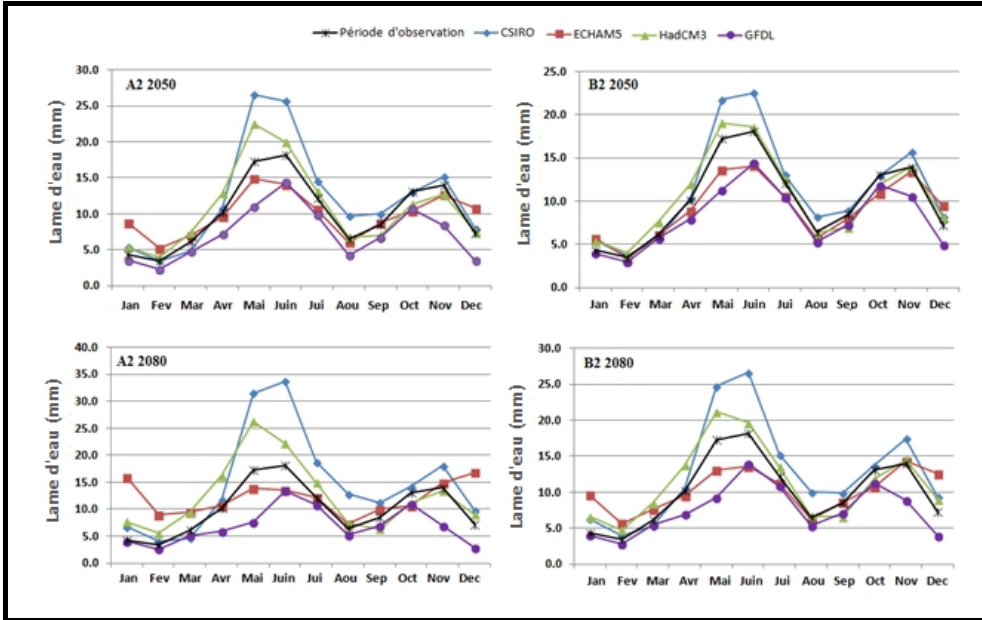 Période d'observation CSIRO ECHAM5 HadCM3 GFDL
A2 2050
Lame d'eau (mm)
30.0
25.0
20.0
15.0
10.0
5.0
0.0
Jan Fev Mar Avr Mai Juin Jui Aou Sep Oct Nov Dec
B2 2050
Lame d'eau (mm)
25.0
20.0
15.0
10.0
5.0
0.0
Jan Fev Mar Avr Mai Juin Jui Aou Sep Oct Nov Dec
A2 2080
Lame d'eau (mm)
40.0
35.0
30.0
25.0
20.0
15.0
10.0
5.0
0.0
Jan Fev Mar Avr Mai Juin Jui Aou Sep Oct Nov Dec
B2 2080
Lame d'eau (mm)
30.0
25.0
20.0
15.0
10.0
5.0
0.0
Jan Fev Mar Avr Mai Juin Jui Aou Sep Oct Nov Dec